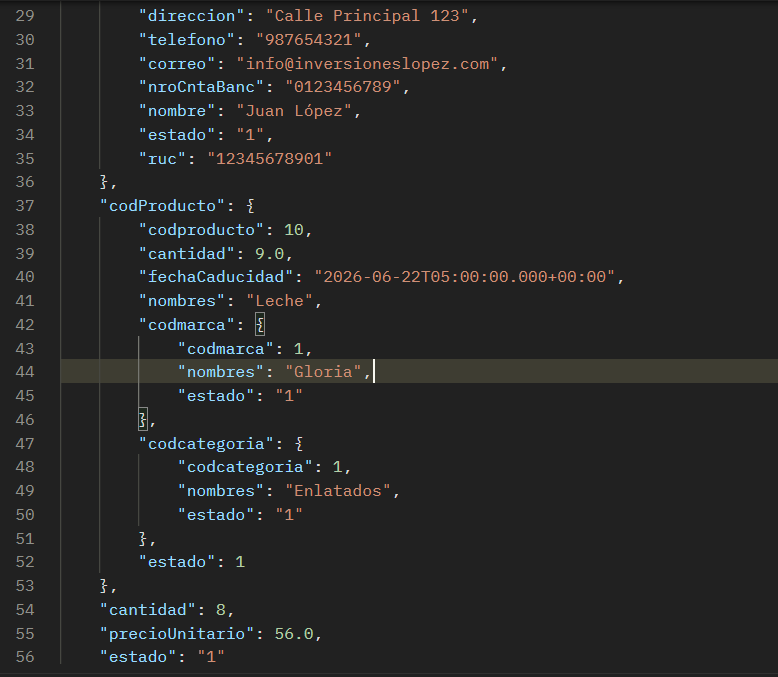 29 "direccion": "Calle Principal 123",
30 "telefono": "987654321",
31 "correo": "info@inversioneslopez.com",
32 "nroCntaBanc": "0123456789",
33 "nombre": "Juan López",
34 "estado": "1",
35 "ruc": "12345678901"
36 },
37 "codProducto": {
38 "codproducto": 10,
39 "cantidad": 9.0,
40 "fechaCaducidad": "2026-06-22T05:00:00.000+00:00",
41 "nombres": "Leche",
42 "codmarca": {
43 "codmarca": 1,
44 "nombres": "Gloria",
45 "estado": "1"
46 },
47 "codcategoria": {
48 "codcategoria": 1,
49 "nombres": "Enlatados",
50 "estado": "1"
51 },
52 "estado": 1
53 },
54 "cantidad": 8,
55 "precioUnitario": 56.0,
56 "estado": "1"